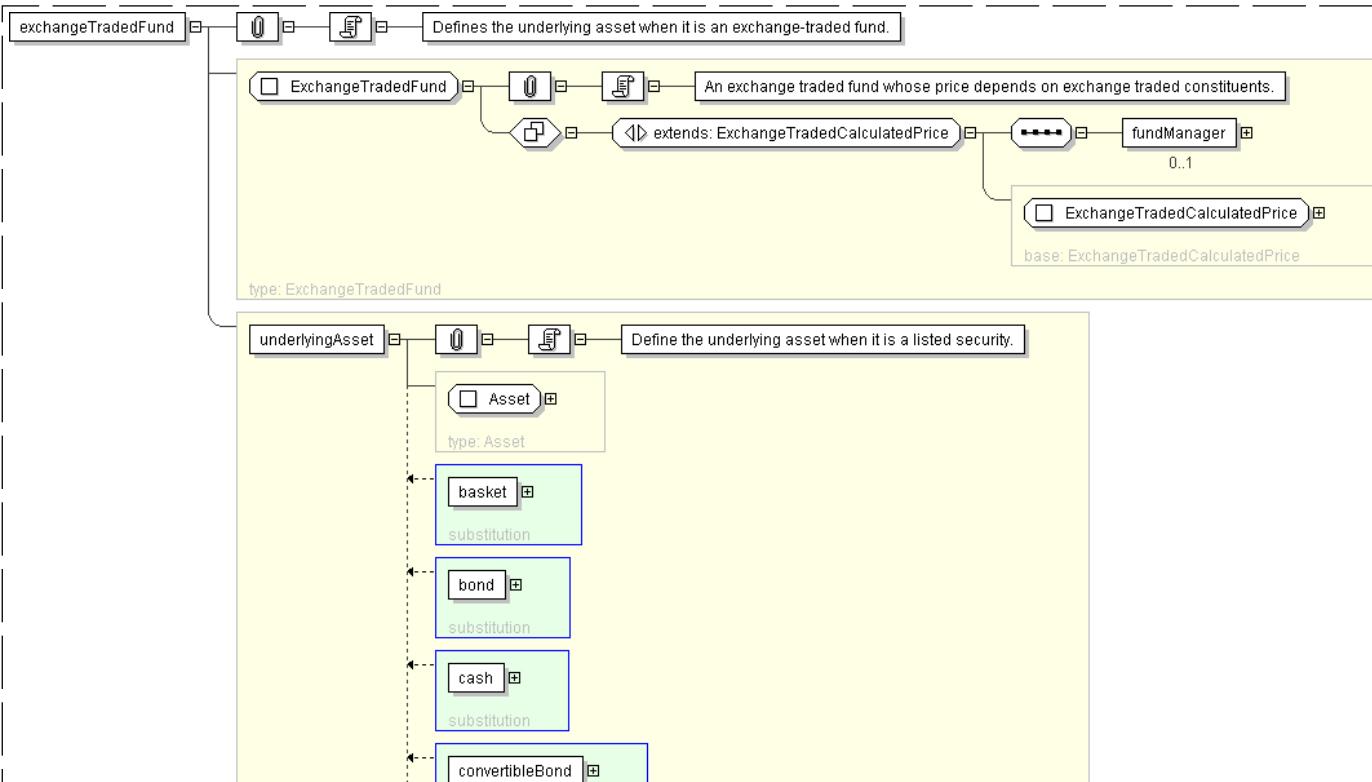 exchangeTradedFund
Defines the underlying asset when it is an exchange-traded fund.
ExchangeTradedFund
An exchange traded fund whose price depends on exchange traded constituents.
extends: ExchangeTradedCalculatedPrice
fundManager
0..1
ExchangeTradedCalculatedPrice
base: ExchangeTradedCalculatedPrice
type: ExchangeTradedFund
underlyingAsset
Define the underlying asset when it is a listed security.
Asset
type: Asset
basket
substitution
bond
substitution
cash
substitution
convertibleBond